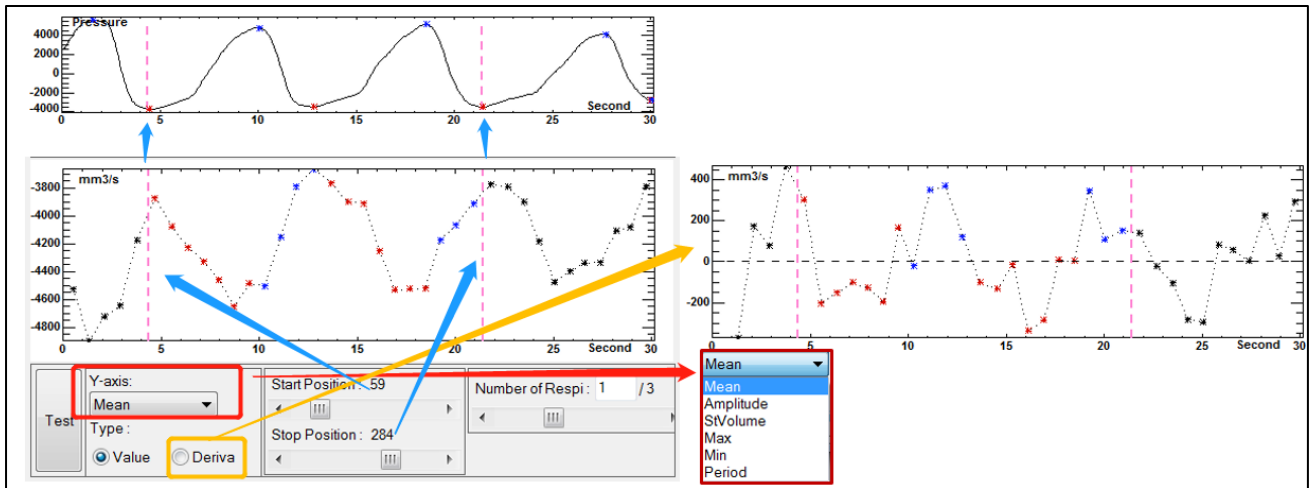 Pressure
4000
2000
0
-2000
-4000
Second
0 5 10 15 20 25 30
mm3/s
-3800
-4000
-4200
-4400
-4600
-4800
Second
0 5 10 15 20 25 30
mm3/s
400
200
0
-200
0 5 10 15 20 25 30
Second
Test
Y-axis:
Mean
Type :
Value Deriva
Start Position : 59
Stop Position : 284
Number of Respi : 1 / 3
Mean
Mean
Amplitude
StVolume
Max
Min
Period